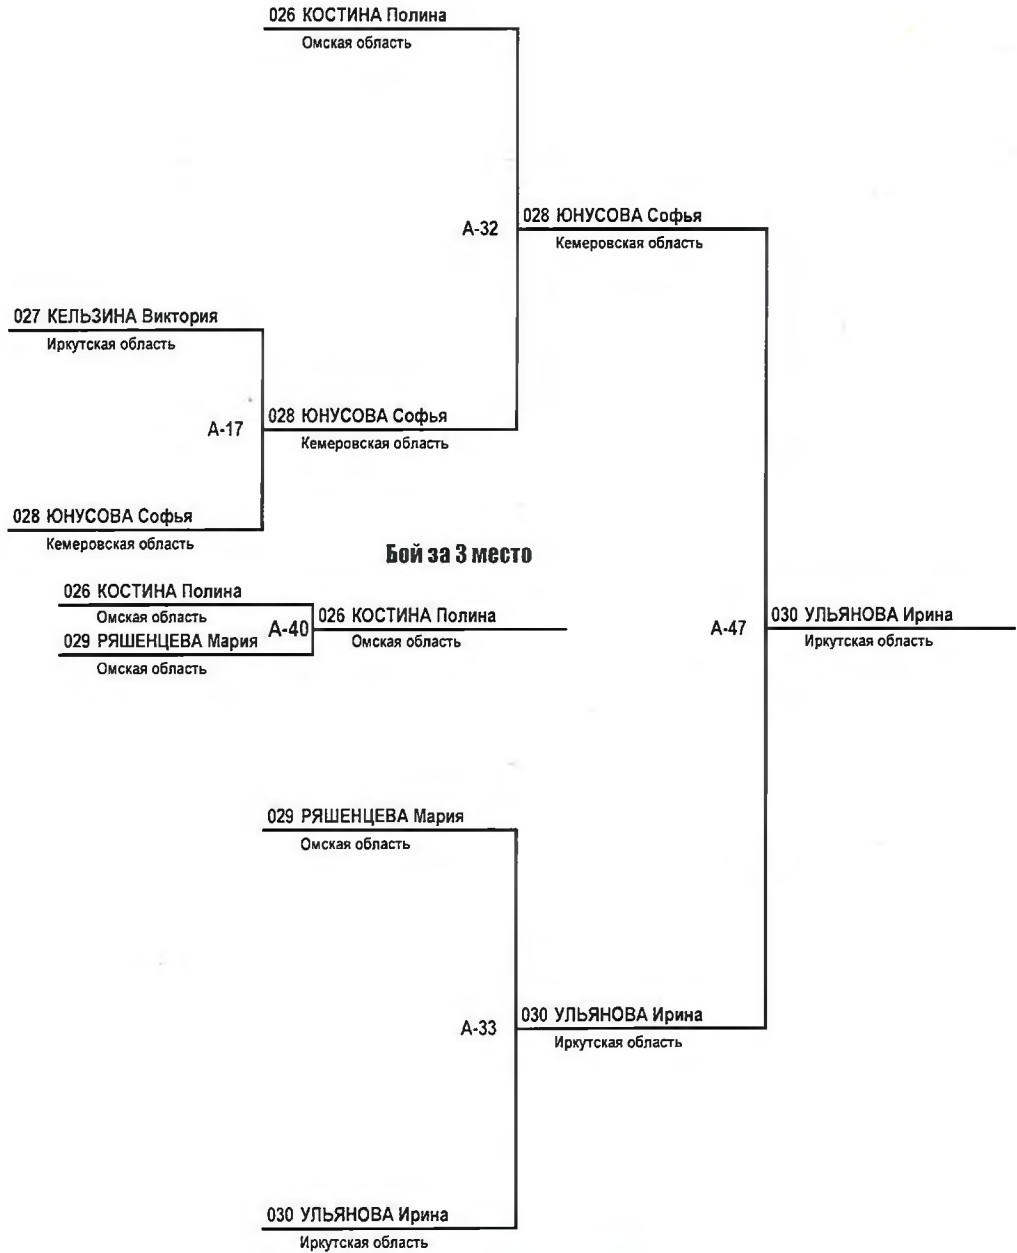 026 КОСТИНА Полина
Омская область
А-32
028 ЮНУСОВА Софья
Кемеровская область
027 КЕЛЬЗИНА Виктория
Иркутская область
А-17
028 ЮНУСОВА Софья
Кемеровская область
028 ЮНУСОВА Софья
Кемеровская область
Бой за 3 место
026 КОСТИНА Полина
Омская область
А-40
026 КОСТИНА Полина
Омская область
029 РЯШЕНЦЕВА Мария
Омская область
А-47
030 УЛЬЯНОВА Ирина
Иркутская область
029 РЯШЕНЦЕВА Мария
Омская область
А-33
030 УЛЬЯНОВА Ирина
Иркутская область
030 УЛЬЯНОВА Ирина
Иркутская область